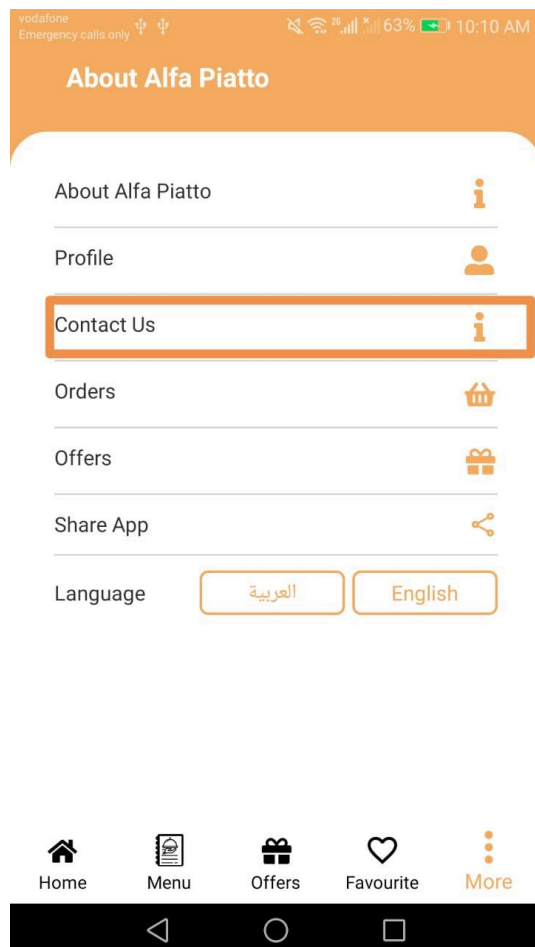 vodafone
Emergency calls only
26 63% 10:10 AM
About Alfa Piatto
About Alfa Piatto
Profile
Contact Us
Orders
Offers
Share App
Language العربية English
Home Menu Offers Favourite More